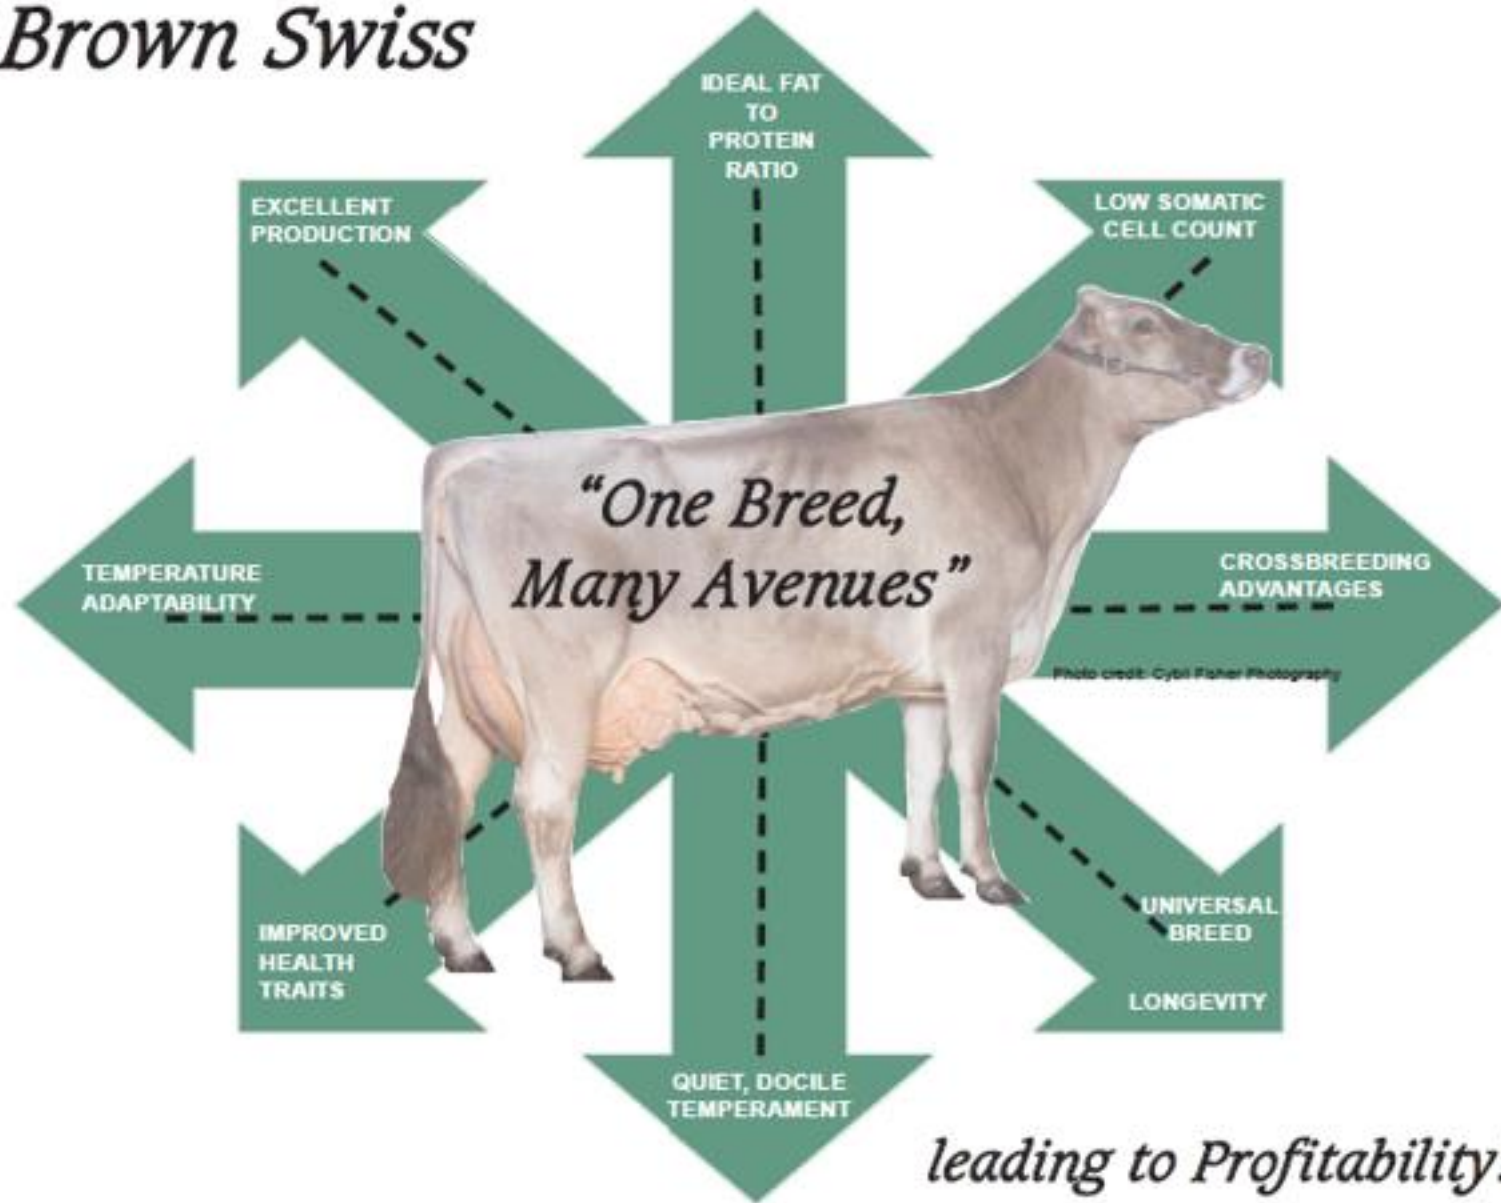 Brown Swiss
IDEAL FAT
TO
PROTEIN
RATIO
EXCELLENT
PRODUCTION
LOW SOMATIC
CELL COUNT
“One Breed,
Many Avenues”
TEMPERATURE
ADAPTABILITY
CROSSBREEDING
ADVANTAGES
Photo credit: Cybil Fisher Photography
IMPROVED
HEALTH
TRAITS
UNIVERSAL
BREED
LONGEVITY
QUIET, DOCILE
TEMPERAMENT
leading to Profitability.